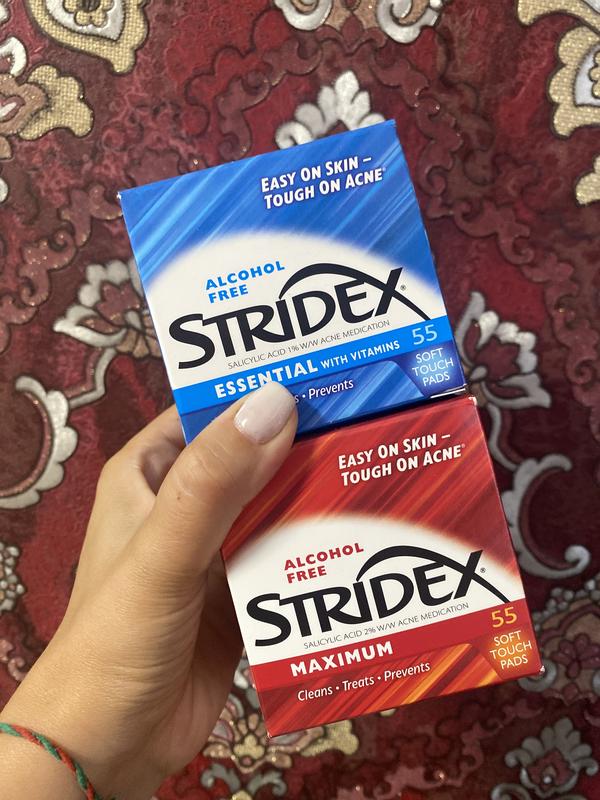 EASY ON SKIN –
TOUGH ON ACNE®
ALCOHOL
FREE
STRIDEX®
SALICYLIC ACID 1% W/W ACNE MEDICATION
ESSENTIAL WITH VITAMINS
55
SOFT
TOUCH
PADS
• Prevents
EASY ON SKIN –
TOUGH ON ACNE®
ALCOHOL
FREE
STRIDEX®
SALICYLIC ACID 2% W/W ACNE MEDICATION
MAXIMUM
55
SOFT
TOUCH
PADS
Cleans • Treats • Prevents